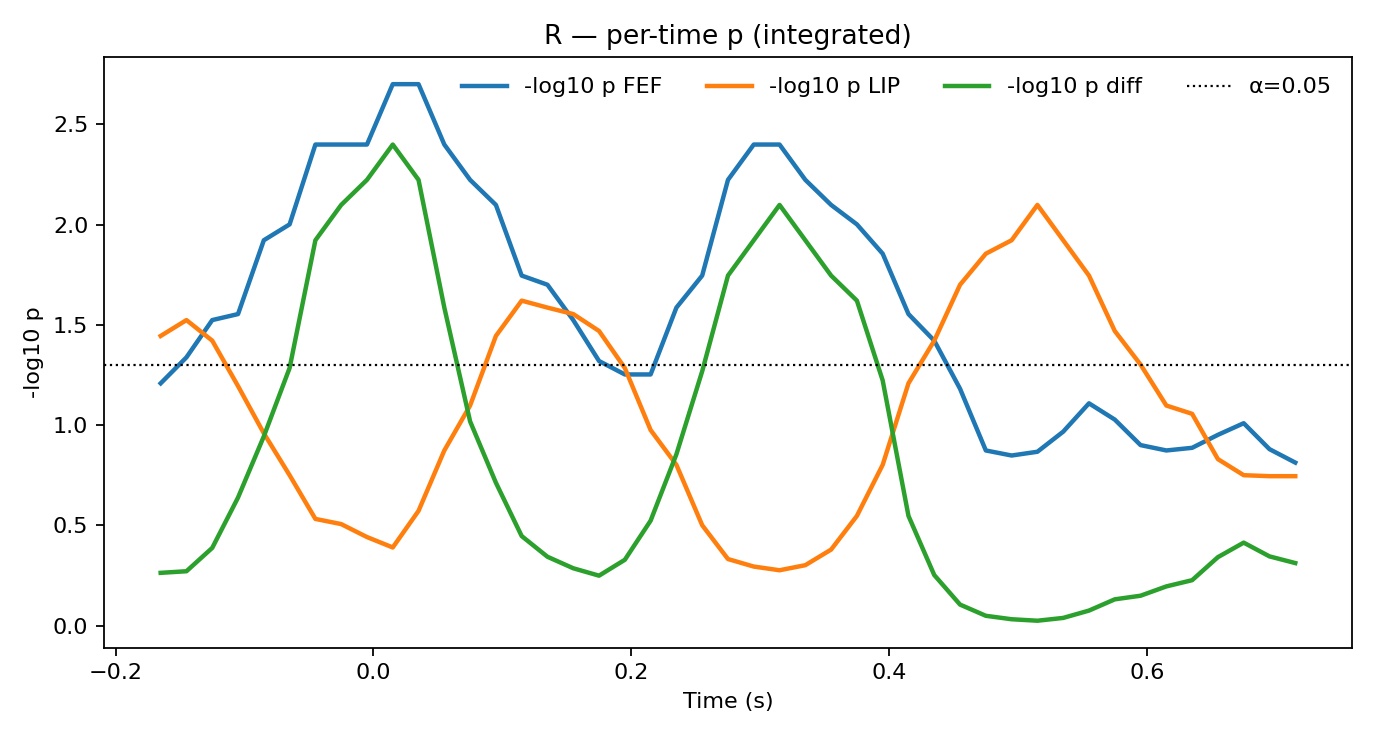 R — per-time p (integrated)
-log10 p FEF -log10 p LIP -log10 p diff α=0.05
-log10 p
2.5
2.0
1.5
1.0
0.5
0.0
−0.2 0.0 0.2 0.4 0.6
Time (s)